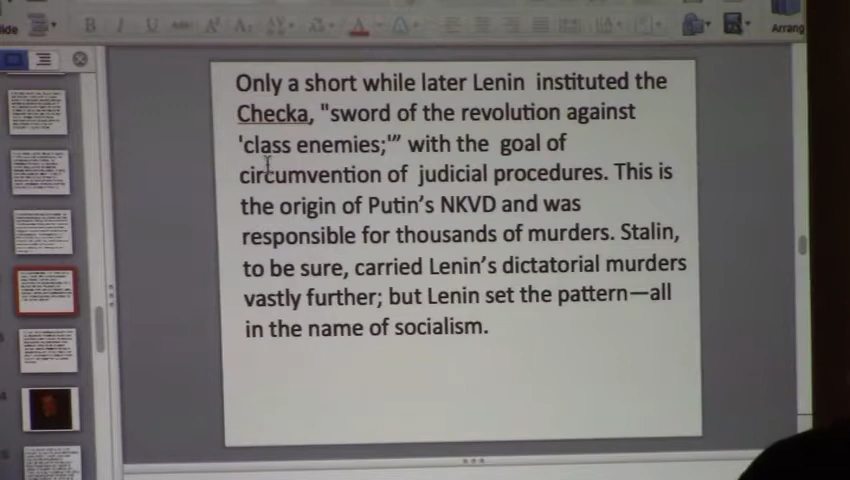 Only a short while later Lenin instituted the
Checka, "sword of the revolution against
'class enemies;'” with the goal of
circumvention of judicial procedures. This is
the origin of Putin’s NKVD and was
responsible for thousands of murders. Stalin,
to be sure, carried Lenin’s dictatorial murders
vastly further; but Lenin set the pattern—all
in the name of socialism.
Arrang